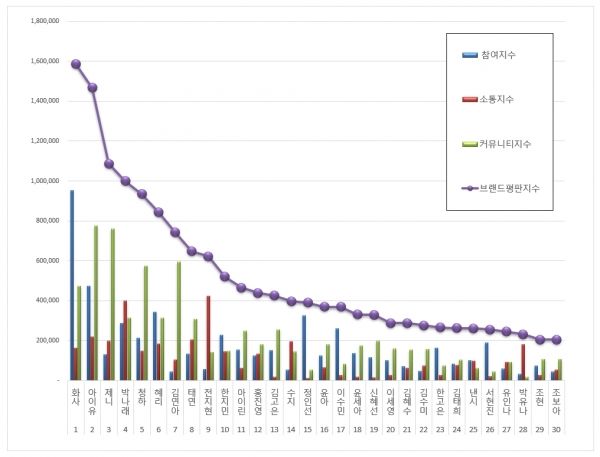 1,800,000
1,600,000
1,400,000
1,200,000
1,000,000
800,000
600,000
400,000
200,000
-
참여지수
소통지수
커뮤니티지수
브랜드평판지수
화사 아이유 제니 박나래 청하 혜리 김연아 태연 전지현 한지민 아이린 홍진영 김고은 수지 정인선 윤아 이수민 윤세아 신혜선 이세영 김혜수 김수미 한고은 김태희 낸시 서현진 유인나 박유나 조현 조보아
1 2 3 4 5 6 7 8 9 10 11 12 13 14 15 16 17 18 19 20 21 22 23 24 25 26 27 28 29 30